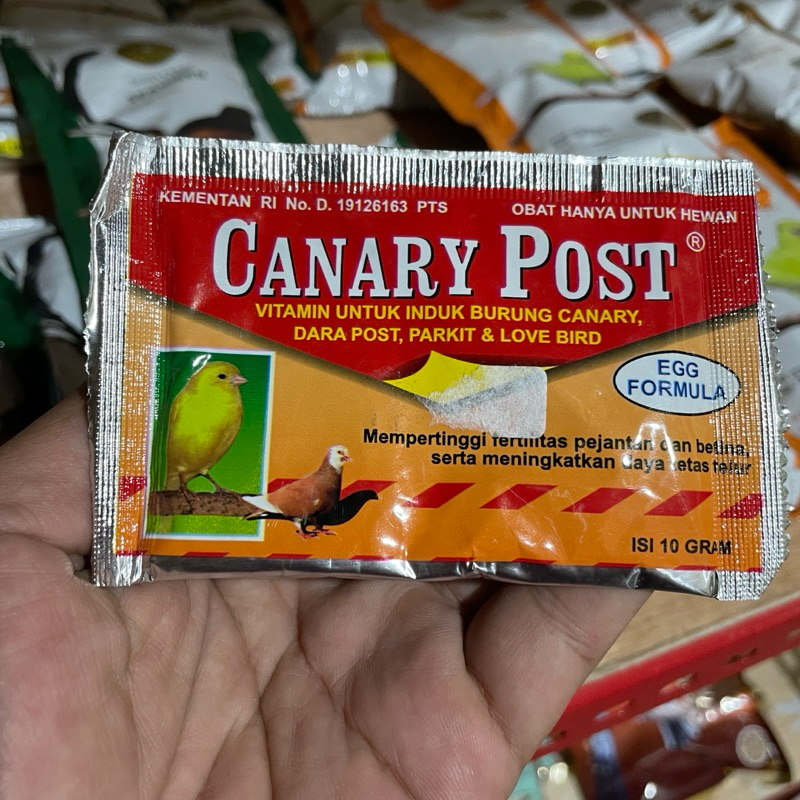 KEMENTAN RI No. D. 19126163 PTS
OBAT HANYA UNTUK HEWAN
CANARY POST ®
VITAMIN UNTUK INDUK BURUNG CANARY,
DARA POST, PARKIT & LOVE BIRD
EGG
FORMULA
Mempertinggi fertilitas pejantan dan betina,
serta meningkatkan daya tetas telur
ISI 10 GRAM